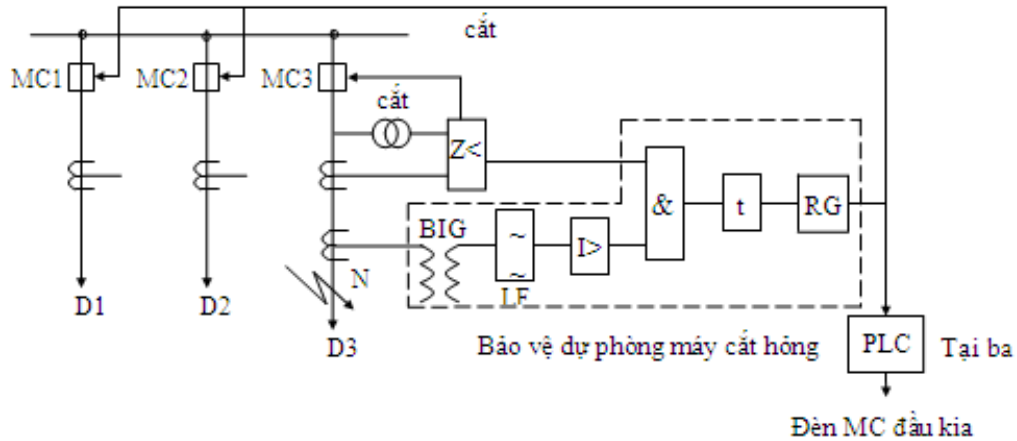 cắt
MC1
MC2
MC3
cắt
Z<
&
t
RG
BIG
~
~
I>
LF
N
D1
D2
D3
Bảo vệ dự phòng máy cắt hỏng
PLC
Tại ba
Đèn MC đầu kia